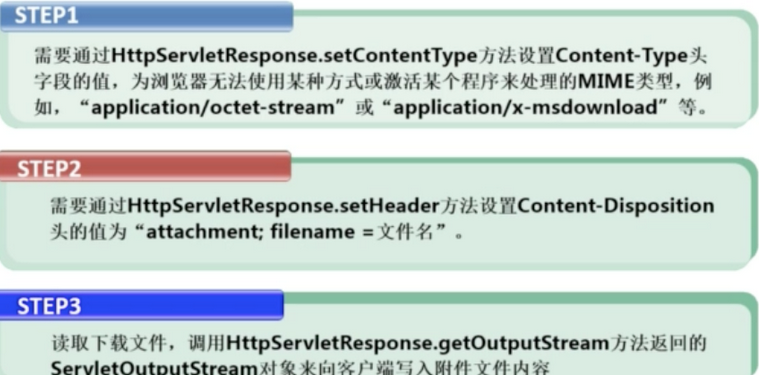 STEP1
需要通过HttpServletResponse.setContentType方法设置Content-Type头
字段的值，为浏览器无法使用某种方式或激活某个程序来处理的MIME类型，例
如，“application/octet-stream”或“application/x-msdownload”等。
STEP2
需要通过HttpServletResponse.setHeader方法设置Content-Disposition
头的值为“attachment; filename =文件名”。
STEP3
读取下载文件，调用HttpServletResponse.getOutputStream方法返回的
ServletOutputStream对象来向客户端写入附件文件内容